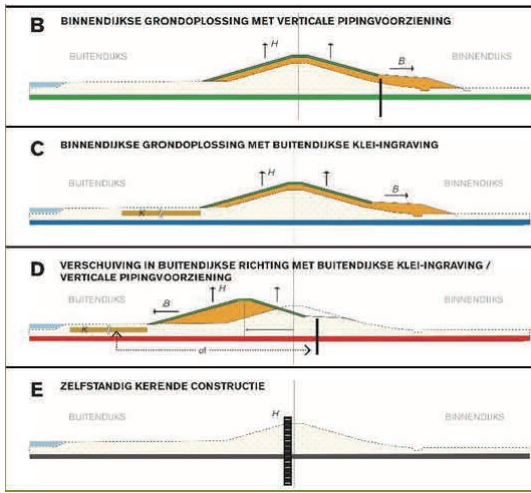 B BINNENDIJKSE GRONDOPLOSSING MET VERTICALE PIPINGVOORZIENING
BUITENDIJKS
H
BINNENDIJKS
B
C BINNENDIJKSE GRONDOPLOSSING MET BUITENDIJKSE KLEI-INGRAVING
BUITENDIJKS
H
BINNENDIJKS
B
K
D VERSCHUIVING IN BUITENDIJKSE RICHTING MET BUITENDIJKSE KLEI-INGRAVING /
VERTICALE PIPINGVOORZIENING
BUITENDIJKS
H
BINNENDIJKS
B
K
of
E ZELFSTANDIG KERENDE CONSTRUCTIE
BUITENDIJKS
H
BINNENDIJKS